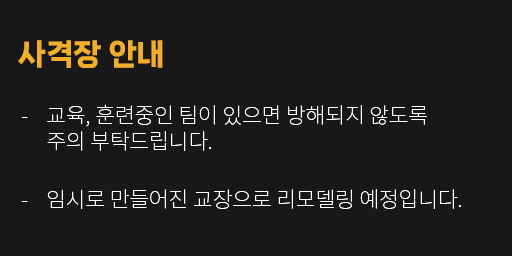 사격장 안내
- 교육, 훈련중인 팀이 있으면 방해되지 않도록
주의 부탁드립니다.
- 임시로 만들어진 교장으로 리모델링 예정입니다.